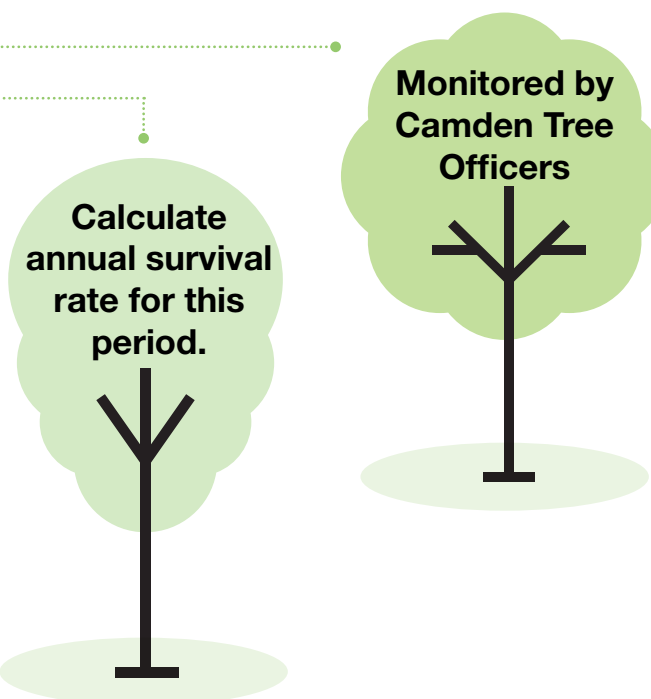 Monitored by
Camden Tree
Officers
Calculate
annual survival
rate for this
period.